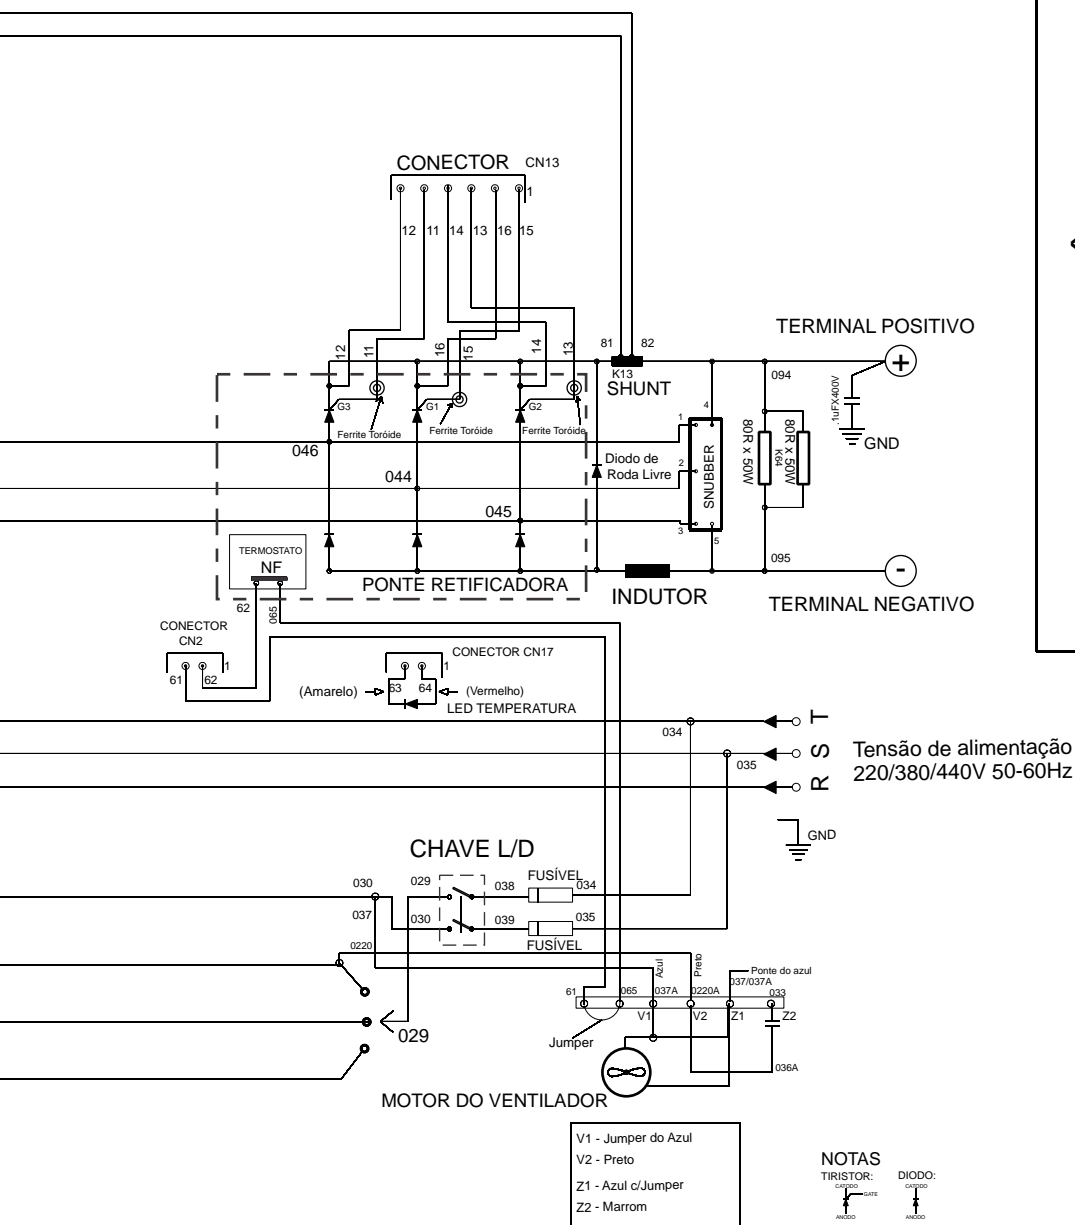 CONECTOR CN13
1
12 11 14 13 16 15
TERMINAL POSITIVO
12 11 16 15 14 13
81 82
K13
SHUNT
094
+
.1uFX400V
GND
G3 G1 G2
Ferrite Toróide Ferrite Toróide Ferrite Toróide
4
1
2
3
5
SNUBBER
80R x 50W
K64
80R x 50W
046
044
045
Diodo de
Roda Livre
TERMOSTATO
NF
PONTE RETIFICADORA
INDUTOR
095
-
TERMINAL NEGATIVO
62 065
CONECTOR
CN2
1
61 62
CONECTOR CN17
1
(Amarelo) 63 64 (Vermelho)
LED TEMPERATURA
034
035
T
S
R
Tensão de alimentação
220/380/440V 50-60Hz
GND
CHAVE L/D
030 029 038 FUSÍVEL 034
037 030 039 035
FUSÍVEL
0220
Azul Preto
Ponte do azul
037/037A
61 065 037A 0220A 033
V1 V2 Z1 Z2
029
Jumper
036A
MOTOR DO VENTILADOR
V1 - Jumper do Azul
V2 - Preto
Z1 - Azul c/Jumper
Z2 - Marrom
NOTAS
TIRISTOR: DIODO:
CATODO CATODO
GATE
ANODO ANODO